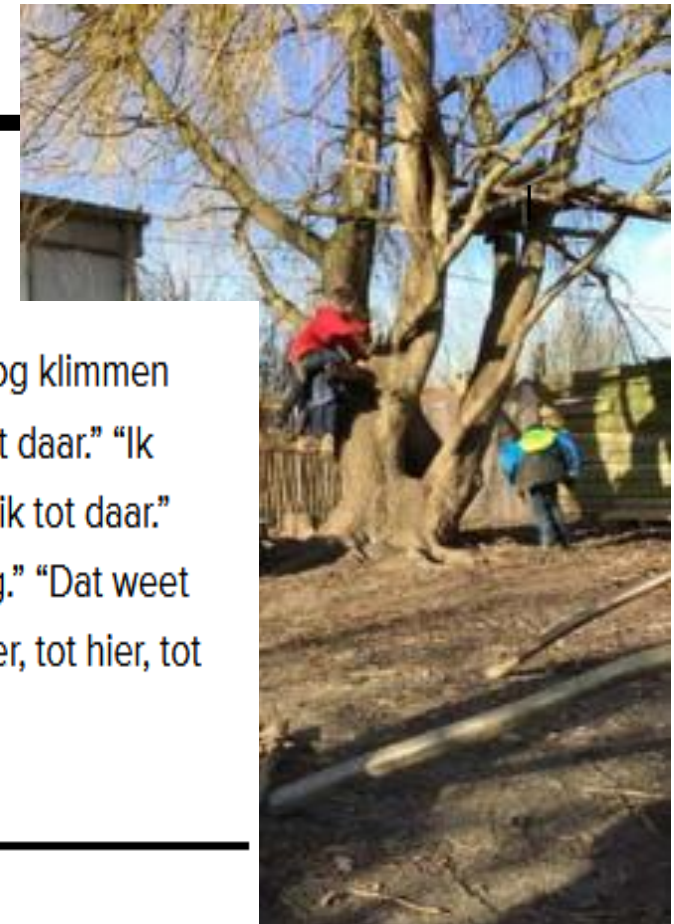 og klimmen
t daar.” “Ik
ik tot daar.”
g.” “Dat weet
er, tot hier, tot